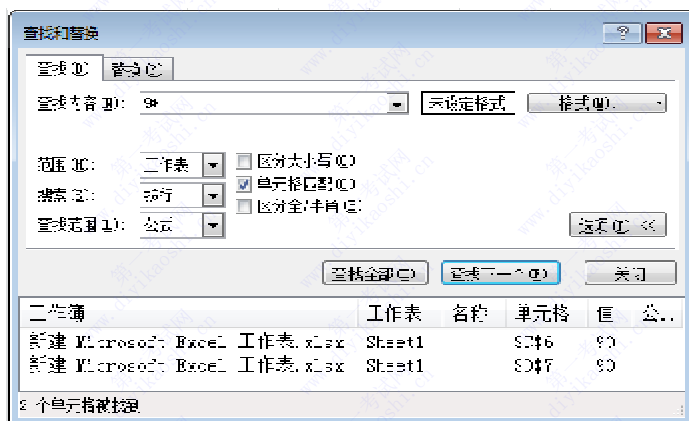 查找和替换
查找(D) 替换(P)
查找内容(N): 9* 未设定格式 格式(M)...
范围(H): 工作表 区分大小写(C)
搜索(S): 按行 单元格匹配(O)
查找范围(L): 公式 区分全/半角(B)
选项(T) <<
查找全部(I) 查找下一个(F) 关闭
工作簿 工作表 名称 单元格 值 公...
新建 Microsoft Excel 工作表.xlsx Sheet1 $D$6 90
新建 Microsoft Excel 工作表.xlsx Sheet1 $D$7 90
2 个单元格被找到